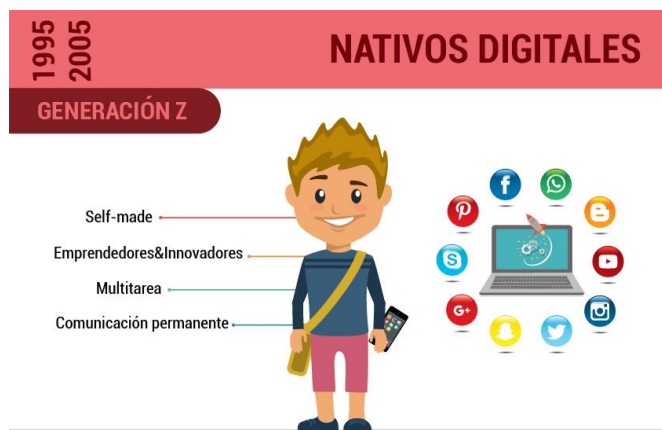 1995
2005
NATIVOS DIGITALES
GENERACIÓN Z
Self-made
Emprendedores&Innovadores
Multitarea
Comunicación permanente
f
S
G+